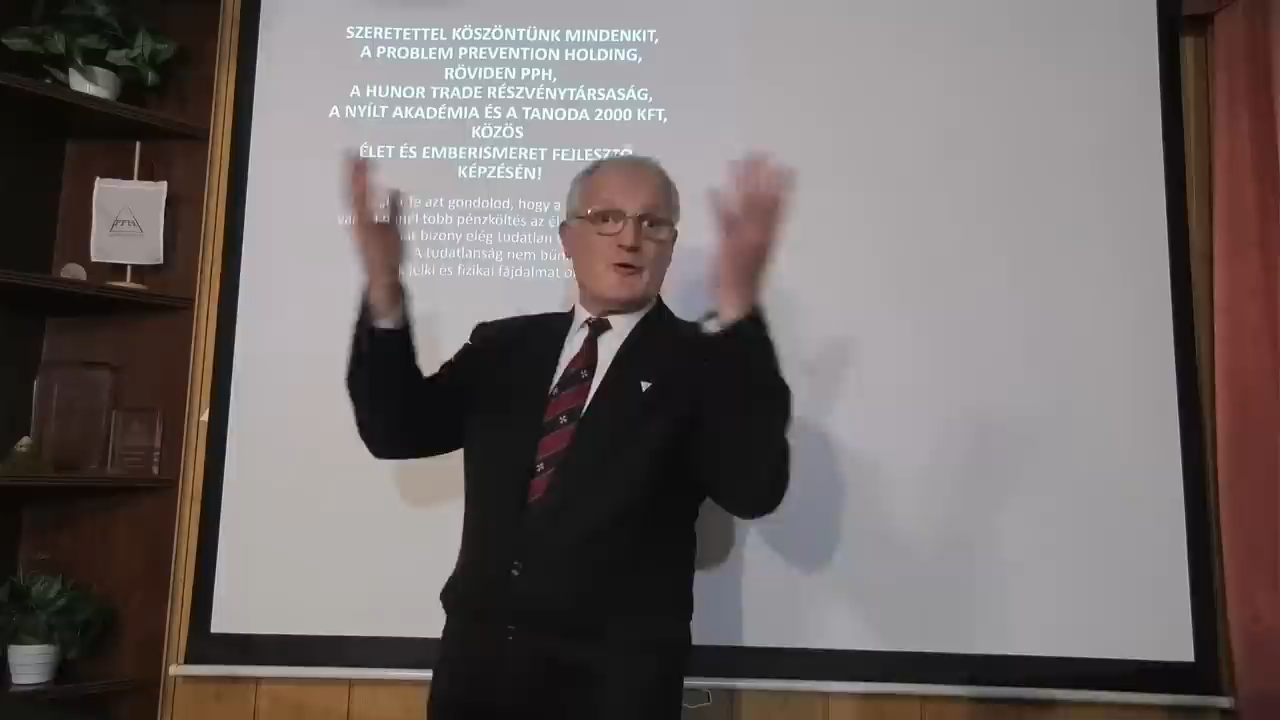 SZERETETTEL KÖSZÖNTÜNK MINDENKIT,
A PROBLEM PREVENTION HOLDING,
RÖVIDEN PPH,
A HUNOR TRADE RÉSZVÉNYTÁRSASÁG,
A NYÍLT AKADÉMIA ÉS A TANODA 2000 KFT,
KÖZÖS
ÉLET ÉS EMBERISMERET FEJLESZTŐ
KÉPZÉSÉN!
te azt gondolod, hogy a
több pénzköltés az
bizony elég tudatlan
A tudatlanság nem
lelki és fizikai fájdalmat
PPH